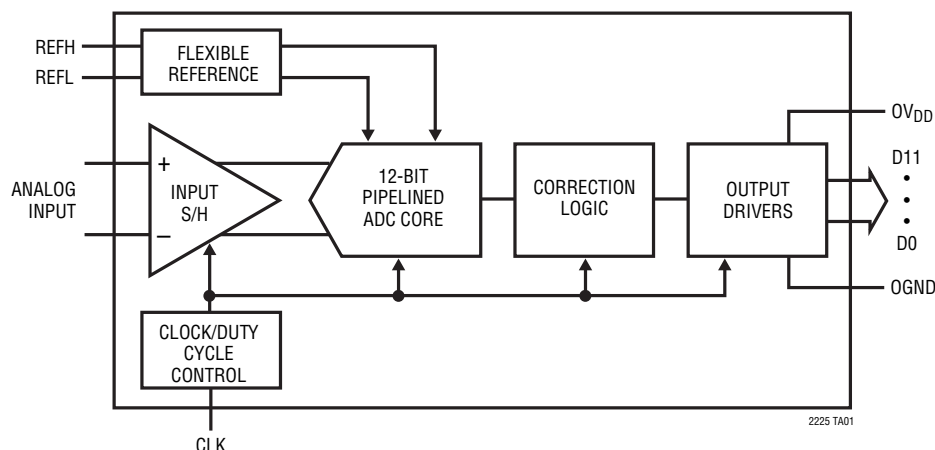 REFH
REFL
FLEXIBLE
REFERENCE
OVDD
D11
D0
OGND
ANALOG
INPUT
+
−
INPUT
S/H
12-BIT
PIPELINED
ADC CORE
CORRECTION
LOGIC
OUTPUT
DRIVERS
CLOCK/DUTY
CYCLE
CONTROL
CLK
2225 TA01